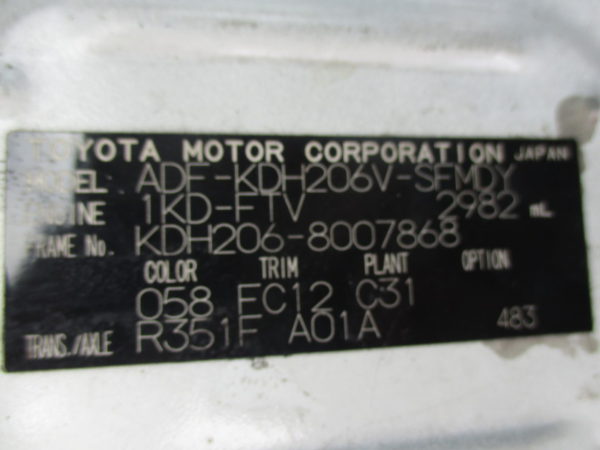 TOYOTA MOTOR CORPORATION JAPAN
MODEL ADF-KDH206V-SFMDY
ENGINE 1KD-FTV 2982 mL
FRAME No. KDH206-8007868
COLOR TRIM PLANT OPTION
058 FC12 C31
TRANS./AXLE R351F A01A 483